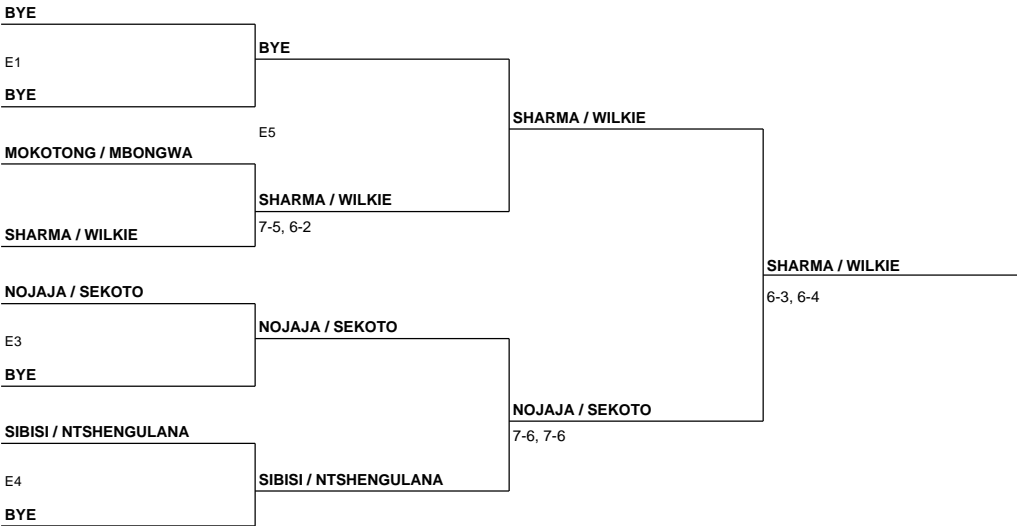 BYE
E1
BYE
MOKOTONG / MBONGWA
SHARMA / WILKIE
NOJAJA / SEKOTO
E3
BYE
SIBISI / NTSHENGULANA
E4
BYE
BYE
E5
SHARMA / WILKIE
7-5, 6-2
NOJAJA / SEKOTO
SIBISI / NTSHENGULANA
SHARMA / WILKIE
NOJAJA / SEKOTO
7-6, 7-6
SHARMA / WILKIE
6-3, 6-4